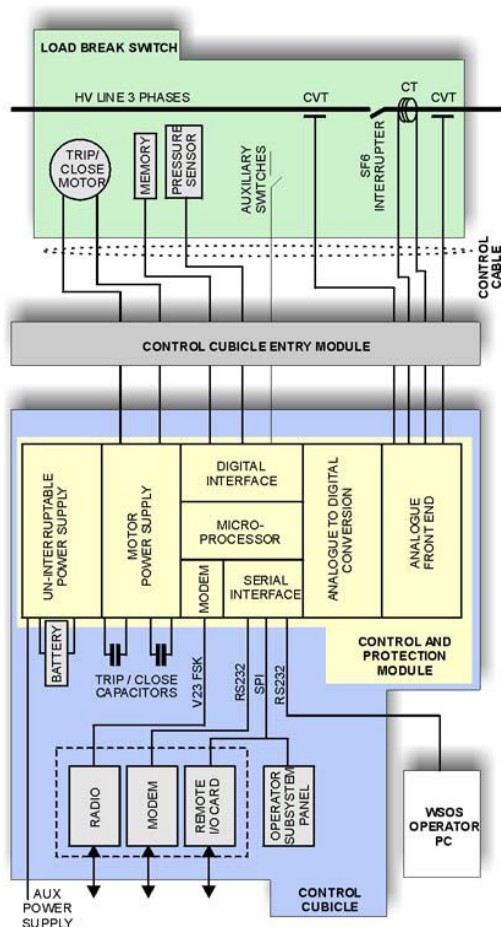 LOAD BREAK SWITCH
HV LINE 3 PHASES
CVT
CT
CVT
TRIP/
CLOSE
MOTOR
MEMORY
PRESSURE
SENSOR
AUXILIARY
SWITCHES
SF6
INTERRUPTER
CONTROL
CABLE
CONTROL CUBICLE ENTRY MODULE
UN-INTERRUPTABLE
POWER SUPPLY
MOTOR
POWER SUPPLY
DIGITAL
INTERFACE
MICRO-
PROCESSOR
MODEM
SERIAL
INTERFACE
ANALOGUE TO DIGITAL
CONVERSION
ANALOGUE
FRONT END
BATTERY
TRIP / CLOSE
CAPACITORS
V23 FSK
RS232
SPI
RS232
CONTROL AND
PROTECTION
MODULE
RADIO
MODEM
REMOTE
I/O CARD
OPERATOR
SUBSYSTEM
PANEL
WSOS
OPERATOR
PC
AUX
POWER
SUPPLY
CONTROL
CUBICLE